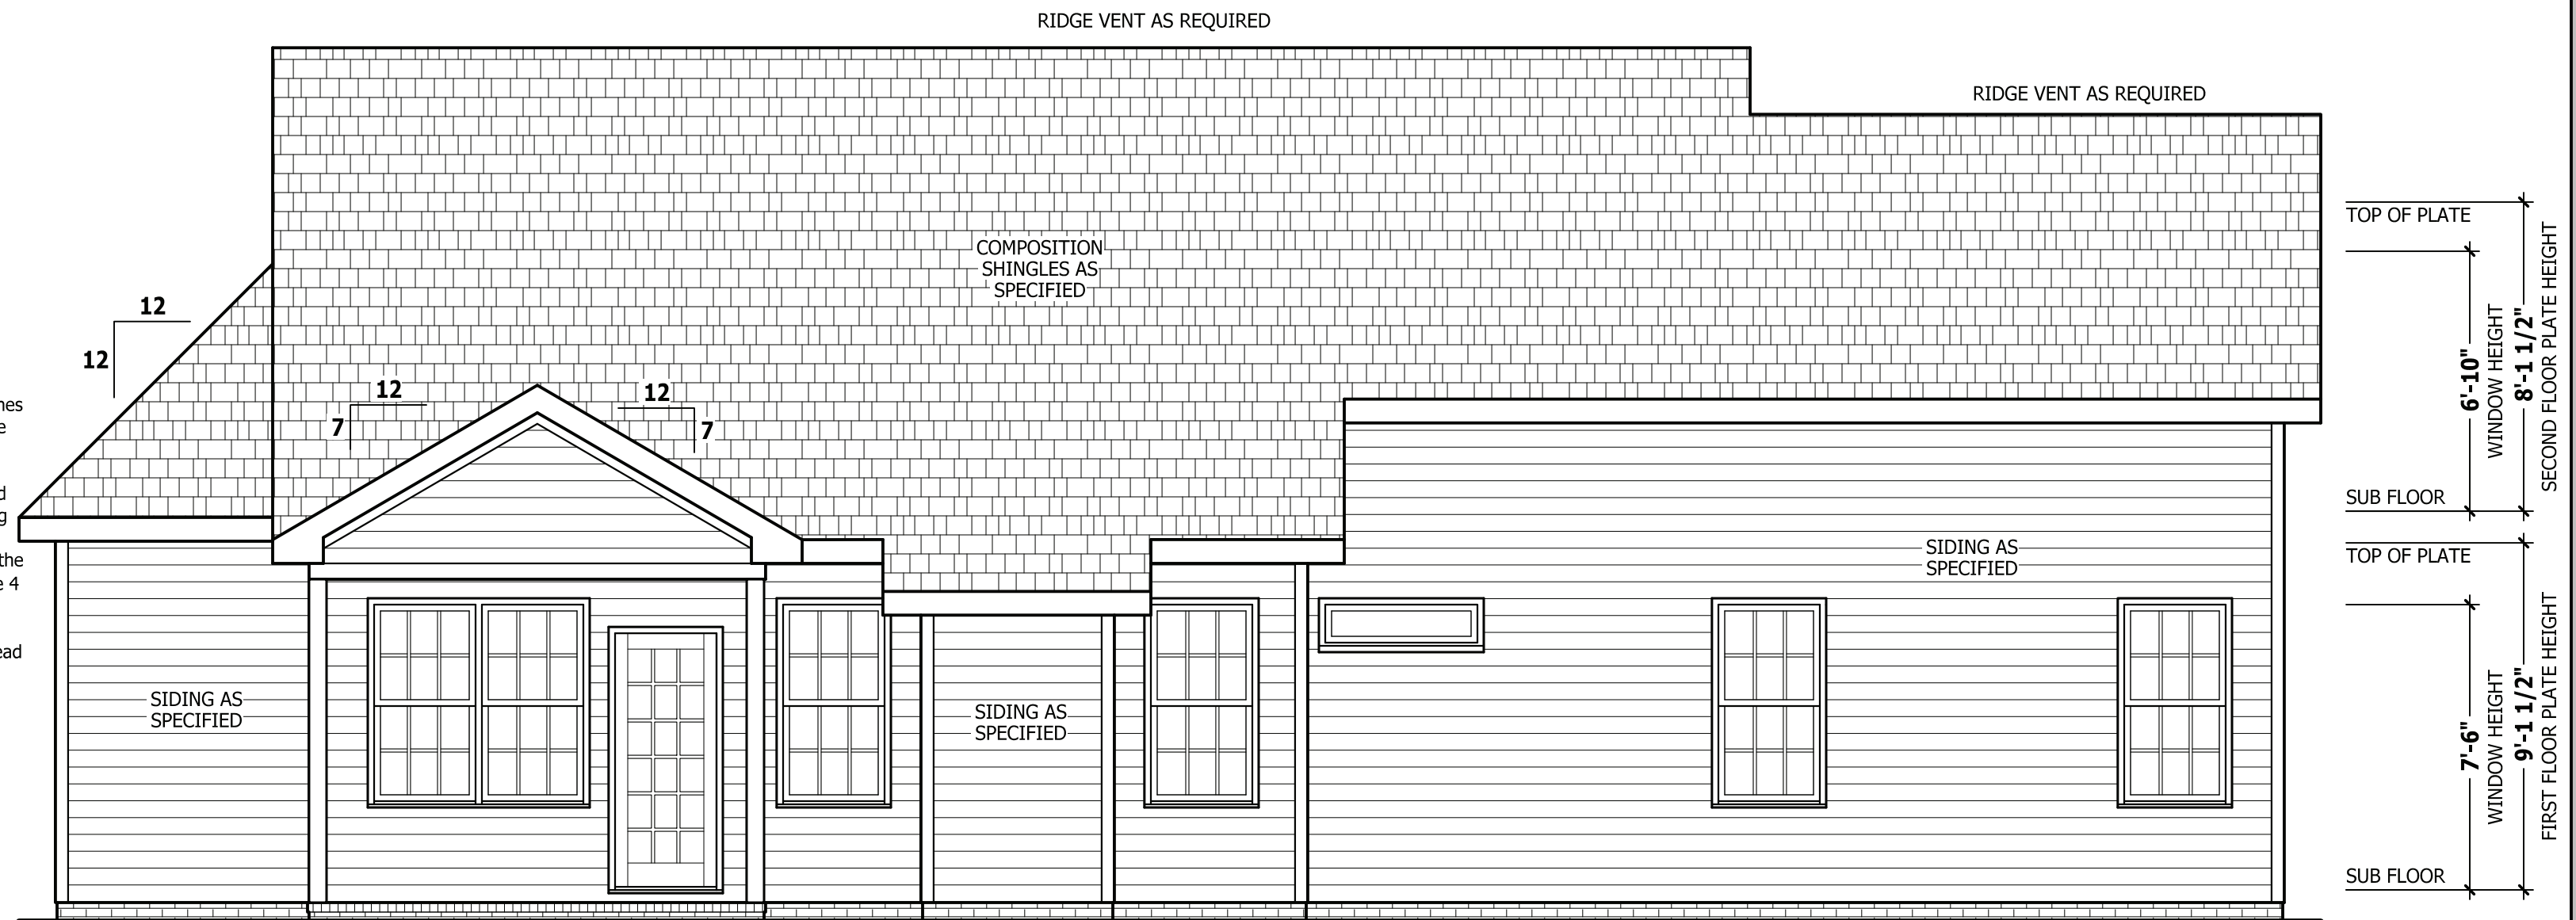 RIDGE VENT AS REQUIRED
RIDGE VENT AS REQUIRED
COMPOSITION
SHINGLES AS
SPECIFIED
12
12
12
7
12
7
the
4
SIDING AS
SPECIFIED
SIDING AS
SPECIFIED
SIDING AS
SPECIFIED
TOP OF PLATE
SUB FLOOR
TOP OF PLATE
SUB FLOOR
6'-10"
WINDOW HEIGHT
8'-1 1/2"
SECOND FLOOR PLATE HEIGHT
7'-6"
WINDOW HEIGHT
9'-1 1/2"
FIRST FLOOR PLATE HEIGHT